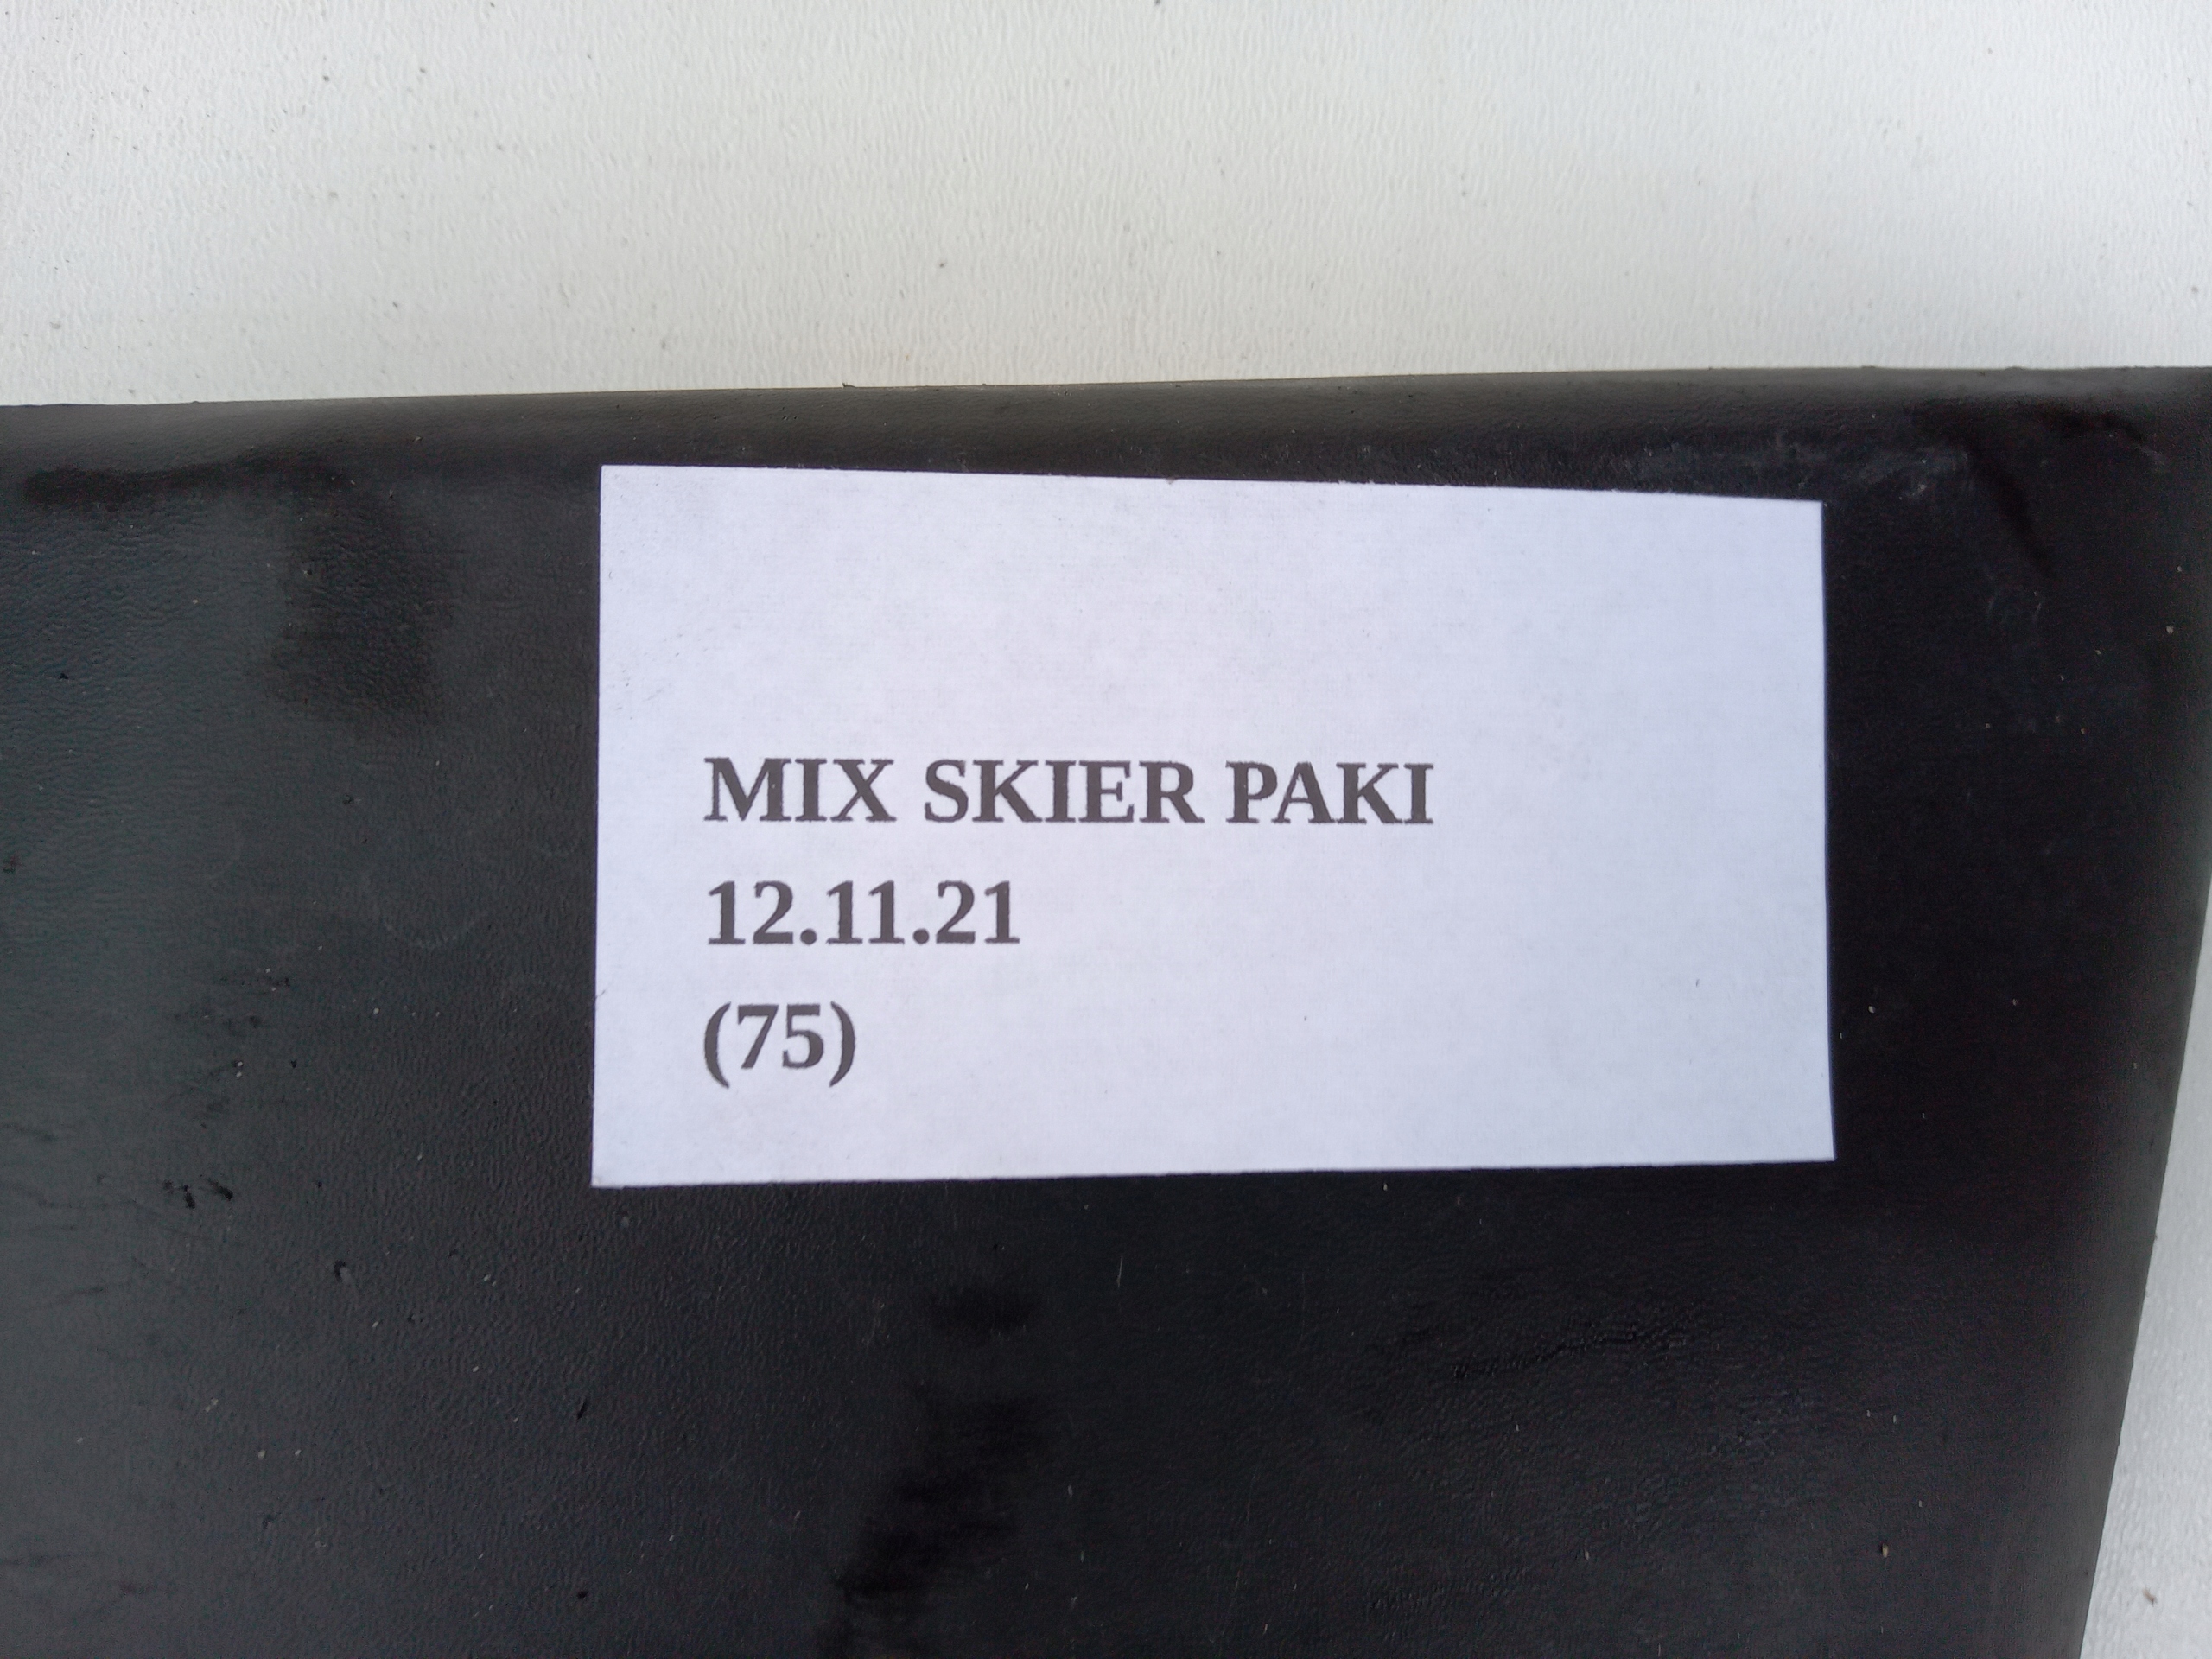 MIX SKIER PAKI
12.11.21
(75)